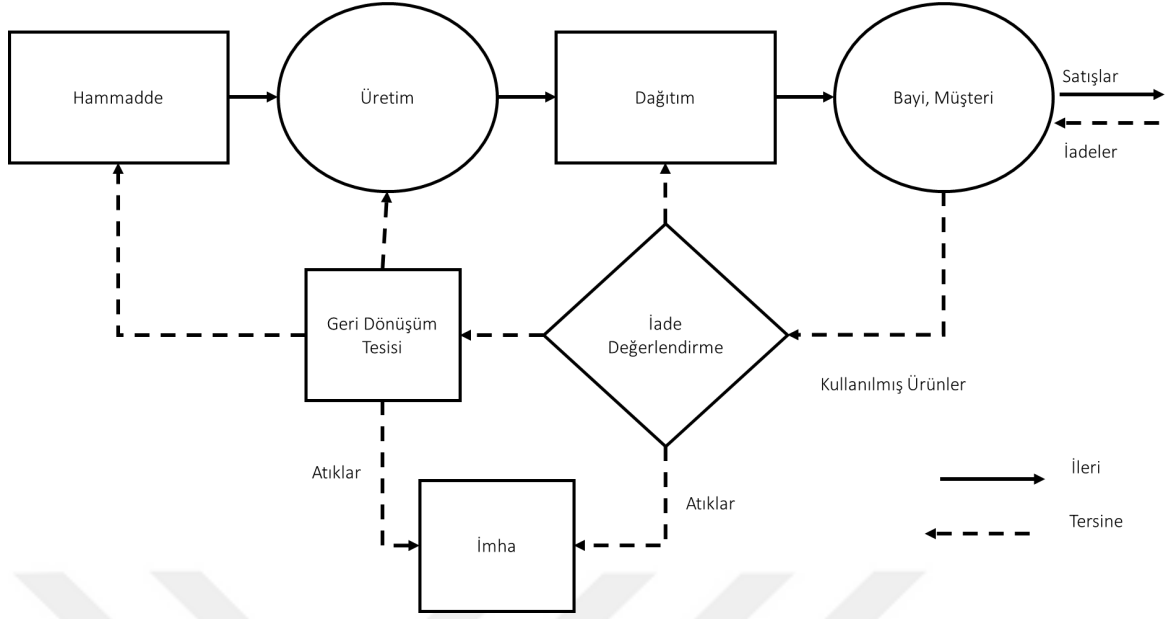 Hammadde
Üretim
Dağıtım
Bayi, Müşteri
Satışlar
İadeler
Geri Dönüşüm
Tesisi
İade
Değerlendirme
Kullanılmış Ürünler
Atıklar
Atıklar
İmha
İleri
Tersine